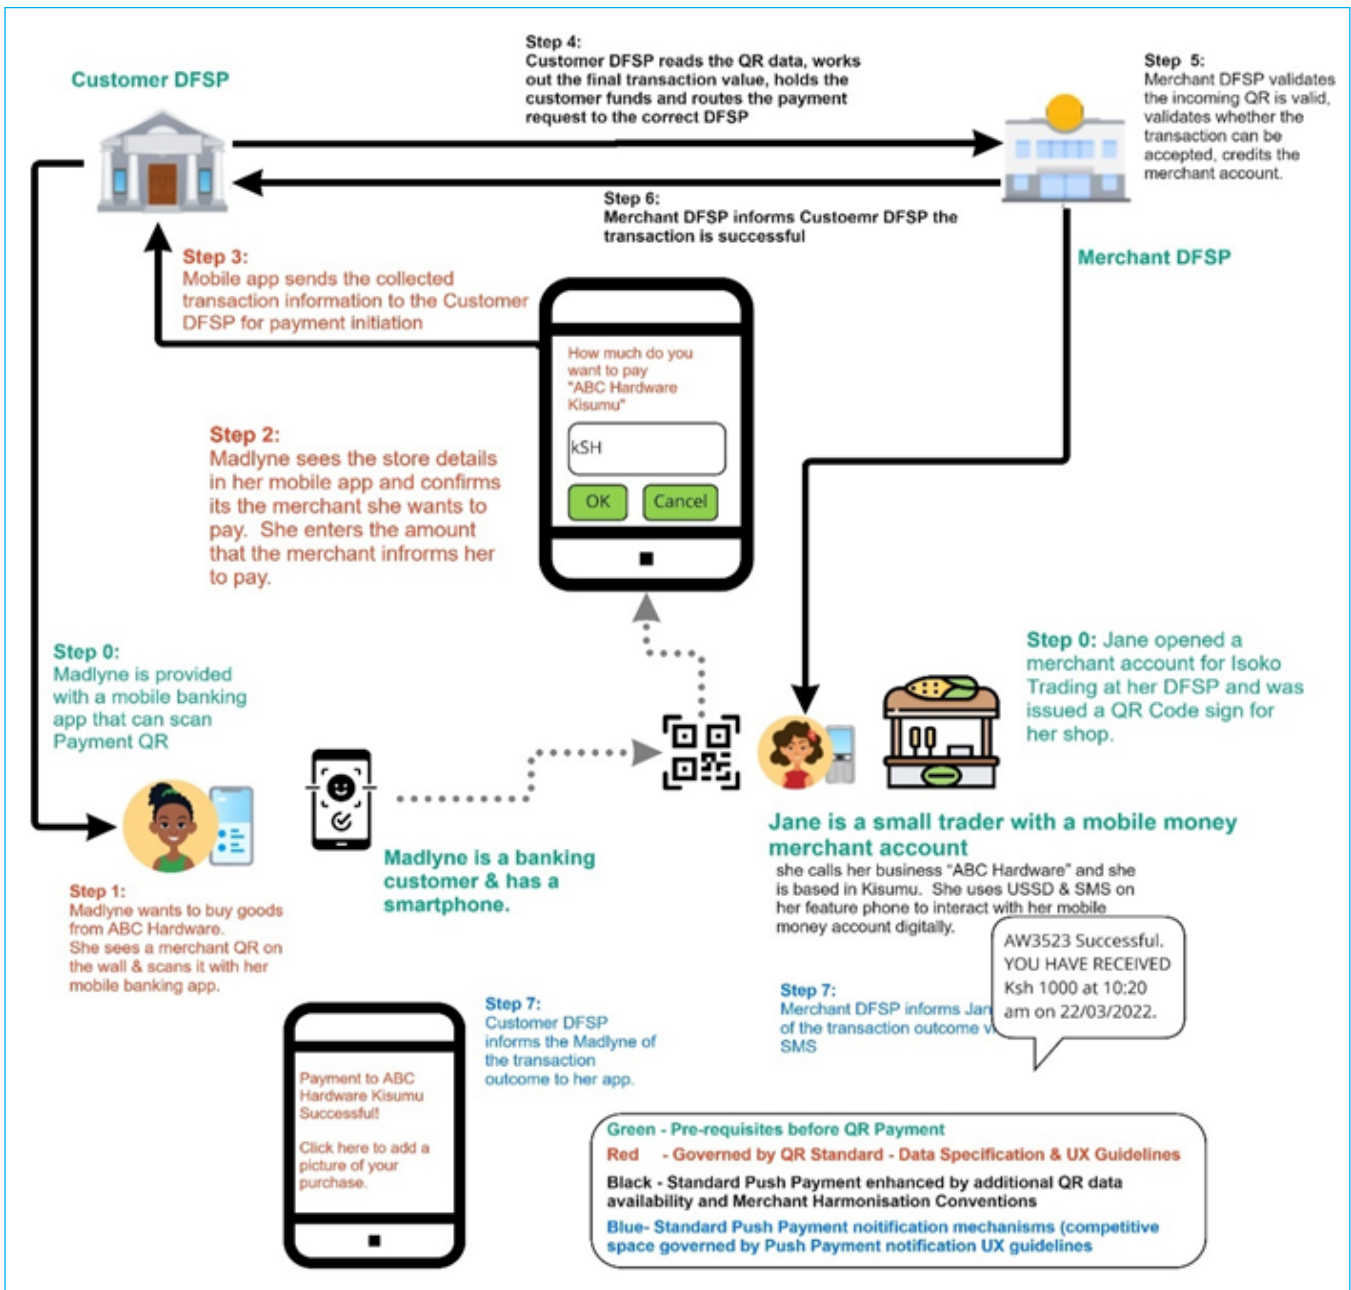 Step 4:
Customer DFSP reads the QR data, works
out the final transaction value, holds the
customer funds and routes the payment
request to the correct DFSP
Customer DFSP
Step 5:
Merchant DFSP validates
the incoming QR is valid,
validates whether the
transaction can be
accepted, credits the
merchant account.
Step 6:
Merchant DFSP informs Custoemr DFSP the
transaction is successful
Merchant DFSP
Step 3:
Mobile app sends the collected
transaction information to the Customer
DFSP for payment initiation
How much do you
want to pay
"ABC Hardware
Kisumu"
kSH
OK
Cancel
Step 2:
Madlyne sees the store details
in her mobile app and confirms
its the merchant she wants to
pay. She enters the amount
that the merchant infrorms her
to pay.
Step 0:
Madlyne is provided
with a mobile banking
app that can scan
Payment QR
Step 0: Jane opened a
merchant account for Isoko
Trading at her DFSP and was
issued a QR Code sign for
her shop.
Madlyne is a banking
customer & has a
smartphone.
Jane is a small trader with a mobile money
merchant account
she calls her business “ABC Hardware” and she
is based in Kisumu. She uses USSD & SMS on
her feature phone to interact with her mobile
money account digitally.
Step 1:
Madlyne wants to buy goods
from ABC Hardware.
She sees a merchant QR on
the wall & scans it with her
mobile banking app.
AW3523 Successful.
YOU HAVE RECEIVED
Ksh 1000 at 10:20
am on 22/03/2022.
Step 7:
Customer DFSP
informs the Madlyne of
the transaction
outcome to her app.
Step 7:
Merchant DFSP informs Jan
of the transaction outcome v
SMS
Payment to ABC
Hardware Kisumu
Successful!
Click here to add a
picture of your
purchase.
Green - Pre-requisites before QR Payment
Red - Governed by QR Standard - Data Specification & UX Guidelines
Black - Standard Push Payment enhanced by additional QR data
availability and Merchant Harmonisation Conventions
Blue- Standard Push Payment noitification mechanisms (competitive
space governed by Push Payment notification UX guidelines